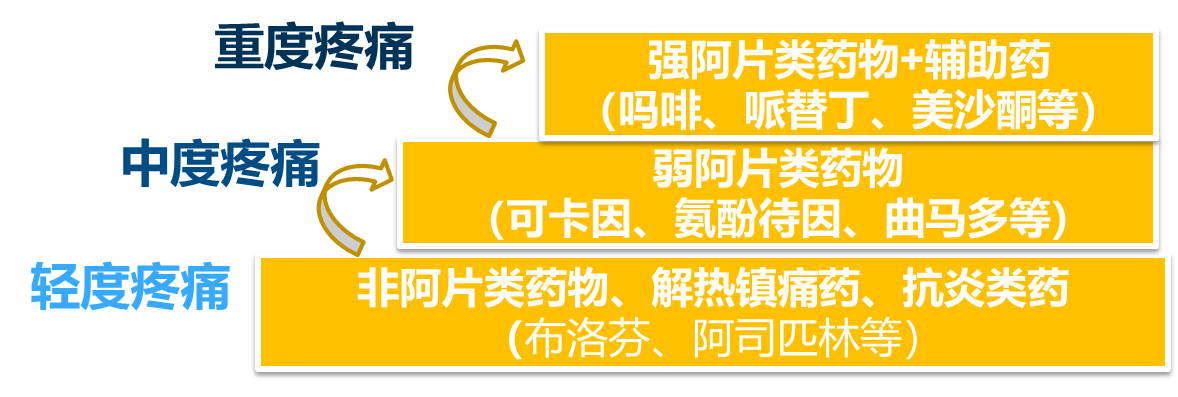 重度疼痛
强阿片类药物+辅助药
（吗啡、哌替丁、美沙酮等）
中度疼痛
弱阿片类药物
（可卡因、氨酚待因、曲马多等）
轻度疼痛
非阿片类药物、解热镇痛药、抗炎类药
（布洛芬、阿司匹林等）